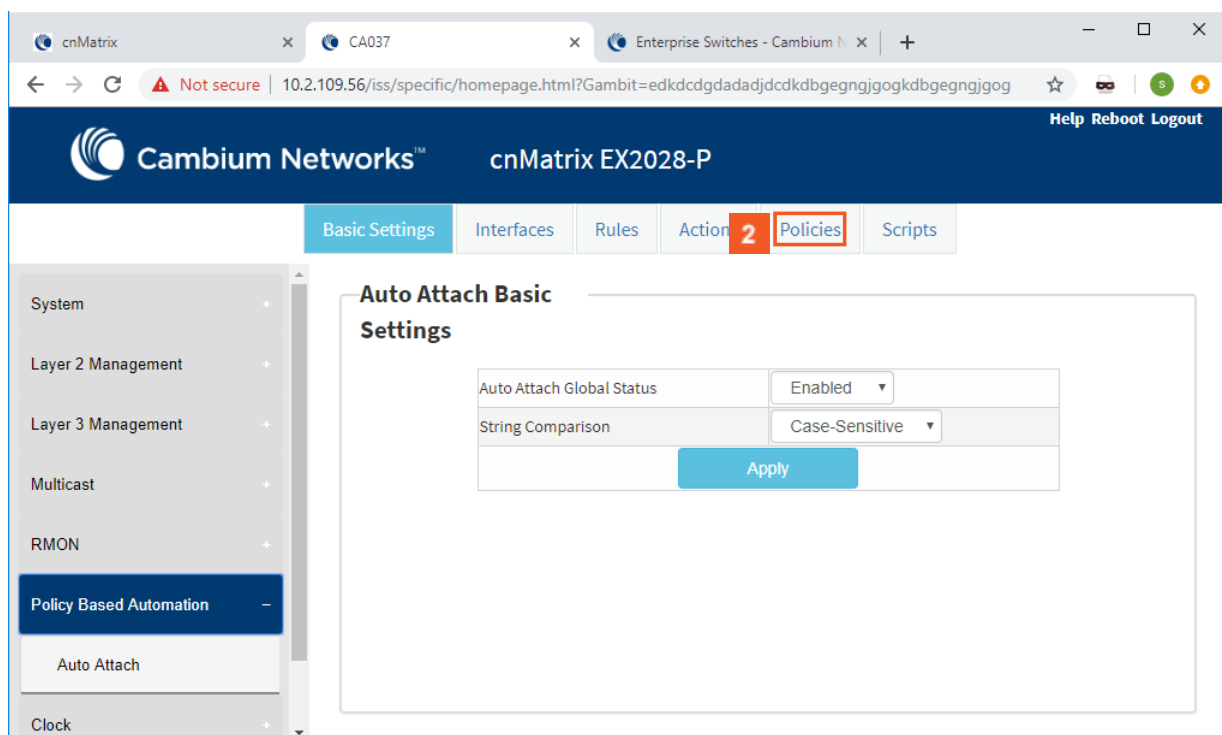 cnMatrix
CA037
Enterprise Switches - Cambium N
Not secure | 10.2.109.56/iss/specific/homepage.html?Gambit=edkdcdgdadadjdcdkdbgegngjgogkdbgegngjgog
S
Help Reboot Logout
Cambium Networks™ cnMatrix EX2028-P
Basic Settings Interfaces Rules Action 2 Policies Scripts
System +
Layer 2 Management +
Layer 3 Management +
Multicast +
RMON +
Policy Based Automation –
Auto Attach
Clock +
Auto Attach Basic
Settings
Auto Attach Global Status Enabled
String Comparison Case-Sensitive
Apply